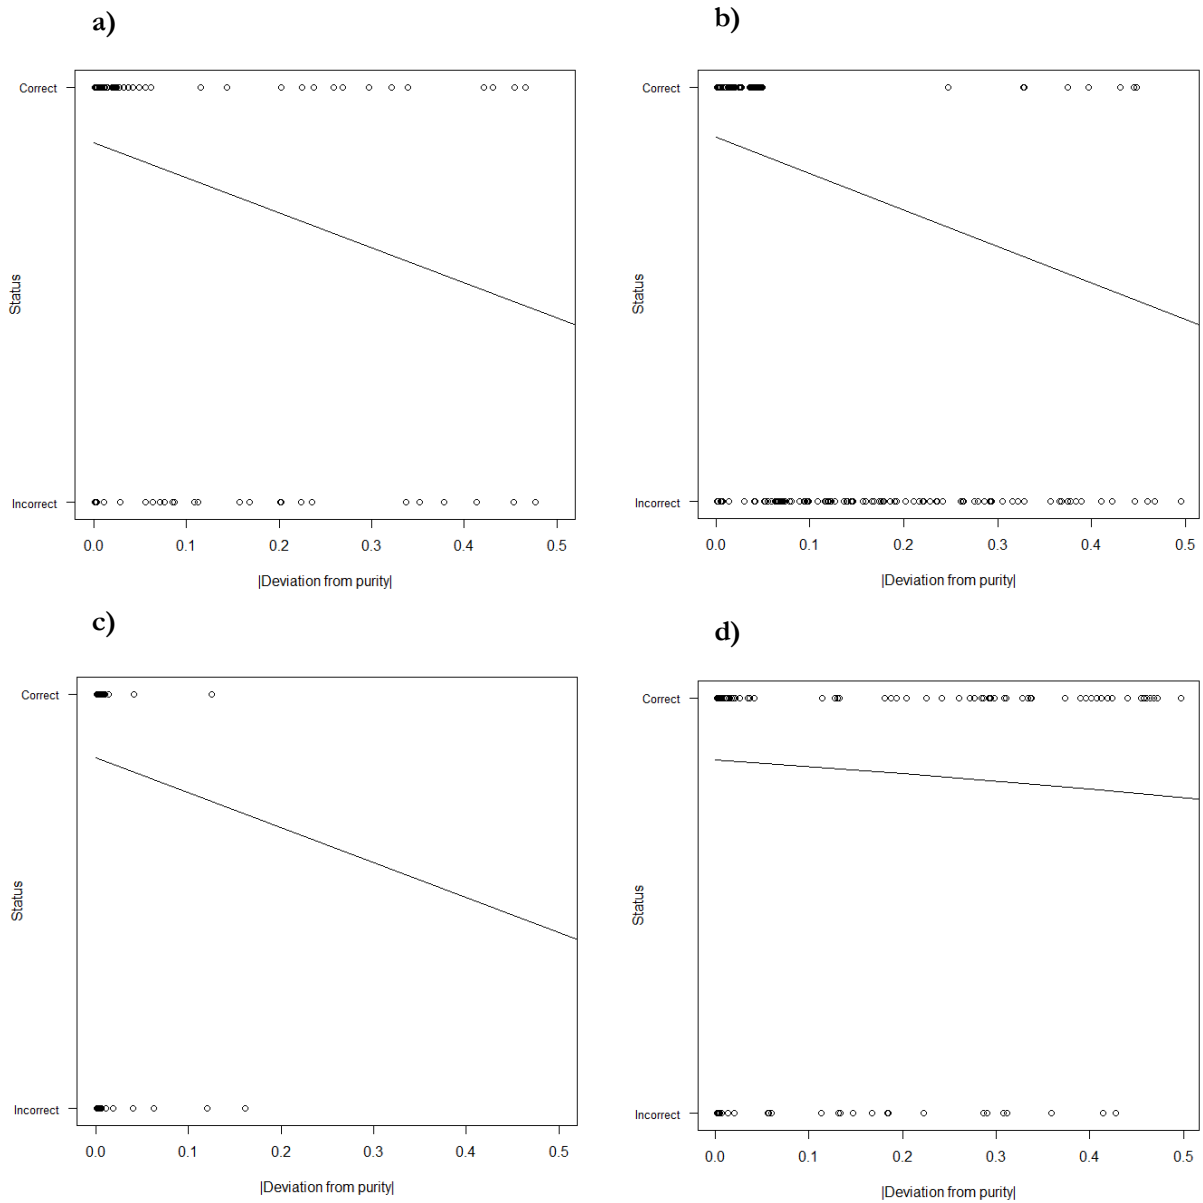 a)
Correct
Status
Incorrect
0.0 0.1 0.2 0.3 0.4 0.5
|Deviation from purity|
b)
Correct
Status
Incorrect
0.0 0.1 0.2 0.3 0.4 0.5
|Deviation from purity|
c)
Correct
Status
Incorrect
0.0 0.1 0.2 0.3 0.4 0.5
|Deviation from purity|
d)
Correct
Status
Incorrect
0.0 0.1 0.2 0.3 0.4 0.5
|Deviation from purity|